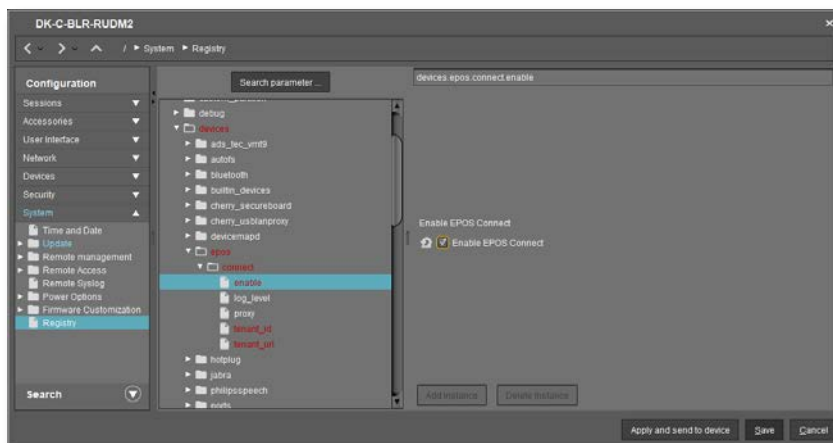 DK-C-BLR-RUDM2
/ System Registry
Configuration
Sessions
Accessories
User Interface
Network
Devices
Security
System
Time and Date
Update
Remote management
Remote Access
Remote Syslog
Power Options
Firmware Customization
Registry
Search
Search parameter ...
debug
devices
ads_tec_vmt9
autofs
bluetooth
builtin_devices
cherry_secureboard
cherry_usblanproxy
devicemapd
epos
connect
enable
log_level
proxy
tenant_id
tenant_url
hotplug
jabra
philipsspeech
ports
devices.epos.connect.enable
Enable EPOS Connect
Enable EPOS Connect
Add Instance Delete Instance
Apply and send to device Save Cancel